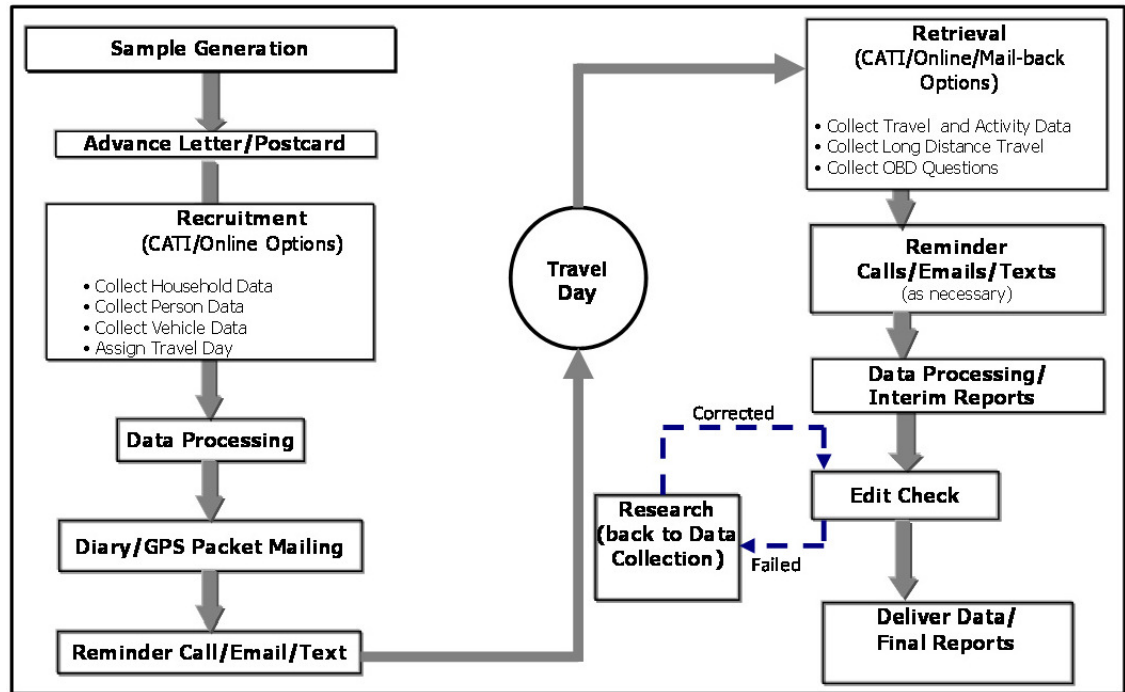 Sample Generation
Advance Letter/Postcard
Recruitment
(CATI/Online Options)
• Collect Household Data
• Collect Person Data
• Collect Vehicle Data
• Assign Travel Day
Data Processing
Diary/GPS Packet Mailing
Reminder Call/Email/Text
Travel
Day
Retrieval
(CATI/Online/Mail-back
Options)
• Collect Travel and Activity Data
• Collect Long Distance Travel
• Collect OBD Questions
Reminder
Calls/Emails/Texts
(as necessary)
Data Processing/
Interim Reports
Corrected
Edit Check
Research
(back to Data
Collection)
Failed
Deliver Data/
Final Reports